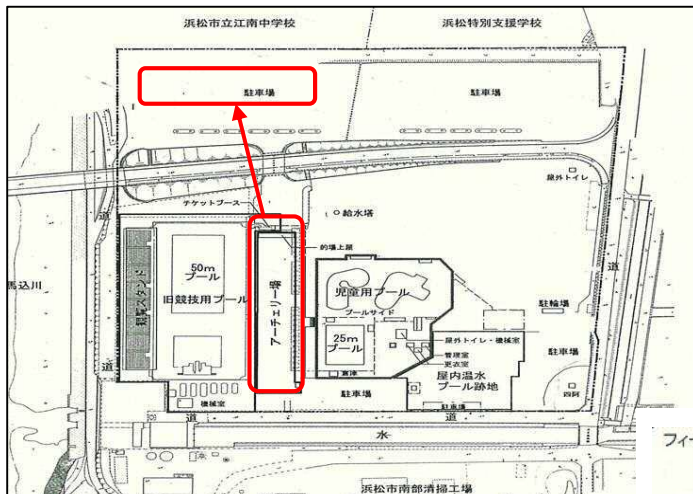 浜松市立江南中学校
浜松特別支援学校
駐車場
駐車場
屋外トイレ
チケットブース
給水塔
的場上屋
道
馬込川
観覧スタンド
50m
プール
旧競技用プール
アーチェリー場
児童用プール
プールサイド
25m
プール
道
駐輪場
屋外トイレ・機械室
管理室
更衣室
屋内温水
プール跡地
駐車場
倉庫
四阿
道
機械室
駐車場
駐車場
道
道
水
フィー
浜松市南部清掃工場